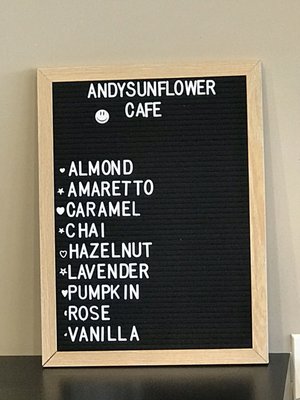 ANDYSUNFLOWER
CAFE
ALMOND
AMARETTO
CARAMEL
CHAI
HAZELNUT
LAVENDER
PUMPKIN
ROSE
VANILLA